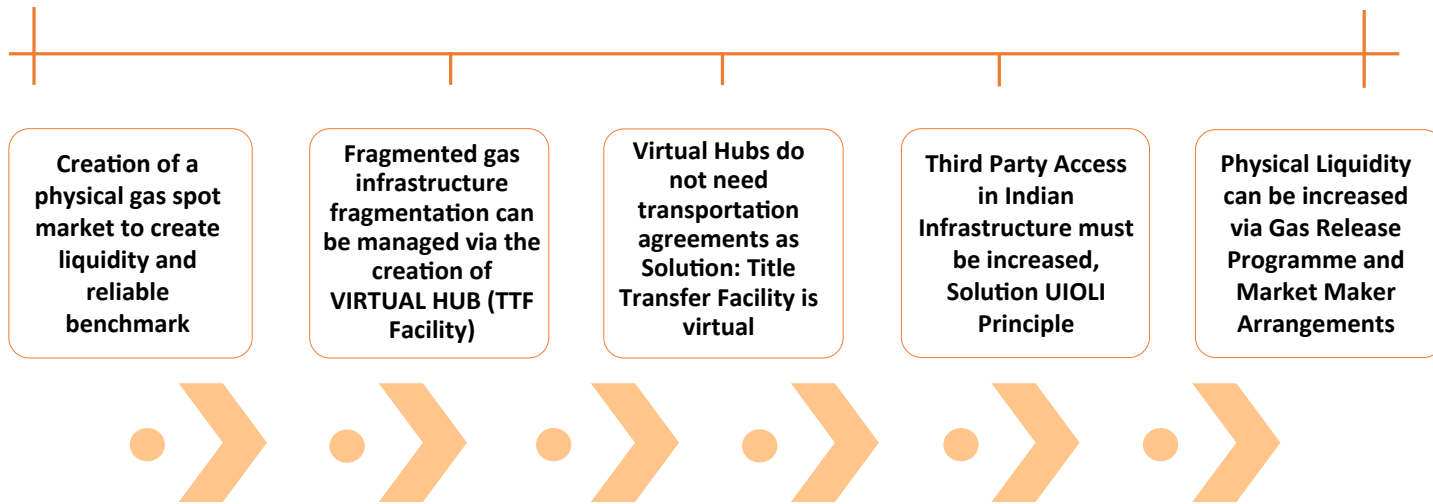 Creation of a
physical gas spot
market to create
liquidity and
reliable
benchmark
Fragmented gas
infrastructure
fragmentation can
be managed via the
creation of
VIRTUAL HUB (TTF
Facility)
Virtual Hubs do
not need
transportation
agreements as
Solution: Title
Transfer Facility is
virtual
Third Party Access
in Indian
Infrastructure must
be increased,
Solution UIOLI
Principle
Physical Liquidity
can be increased
via Gas Release
Programme and
Market Maker
Arrangements